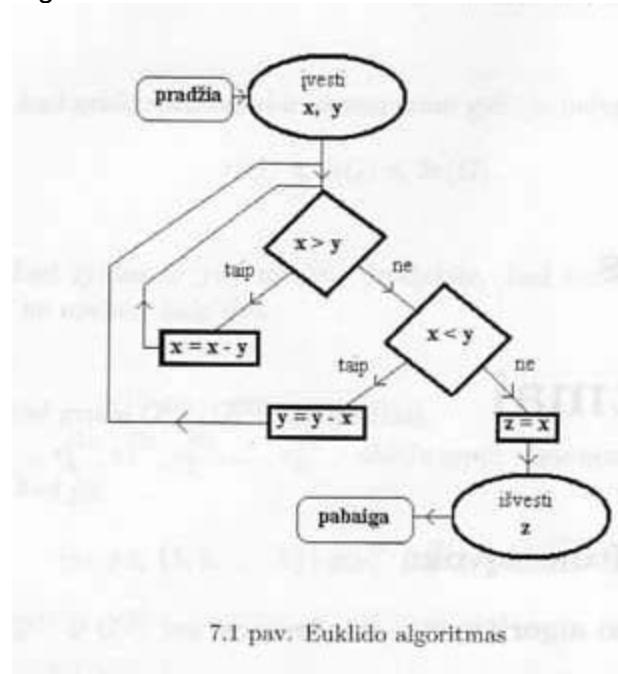 pradžia
įvesti
x, y
x > y
taip
ne
x = x - y
x < y
taip
ne
y = y - x
z = x
išvesti
z
pabaiga
7.1 pav. Euklido algoritmas